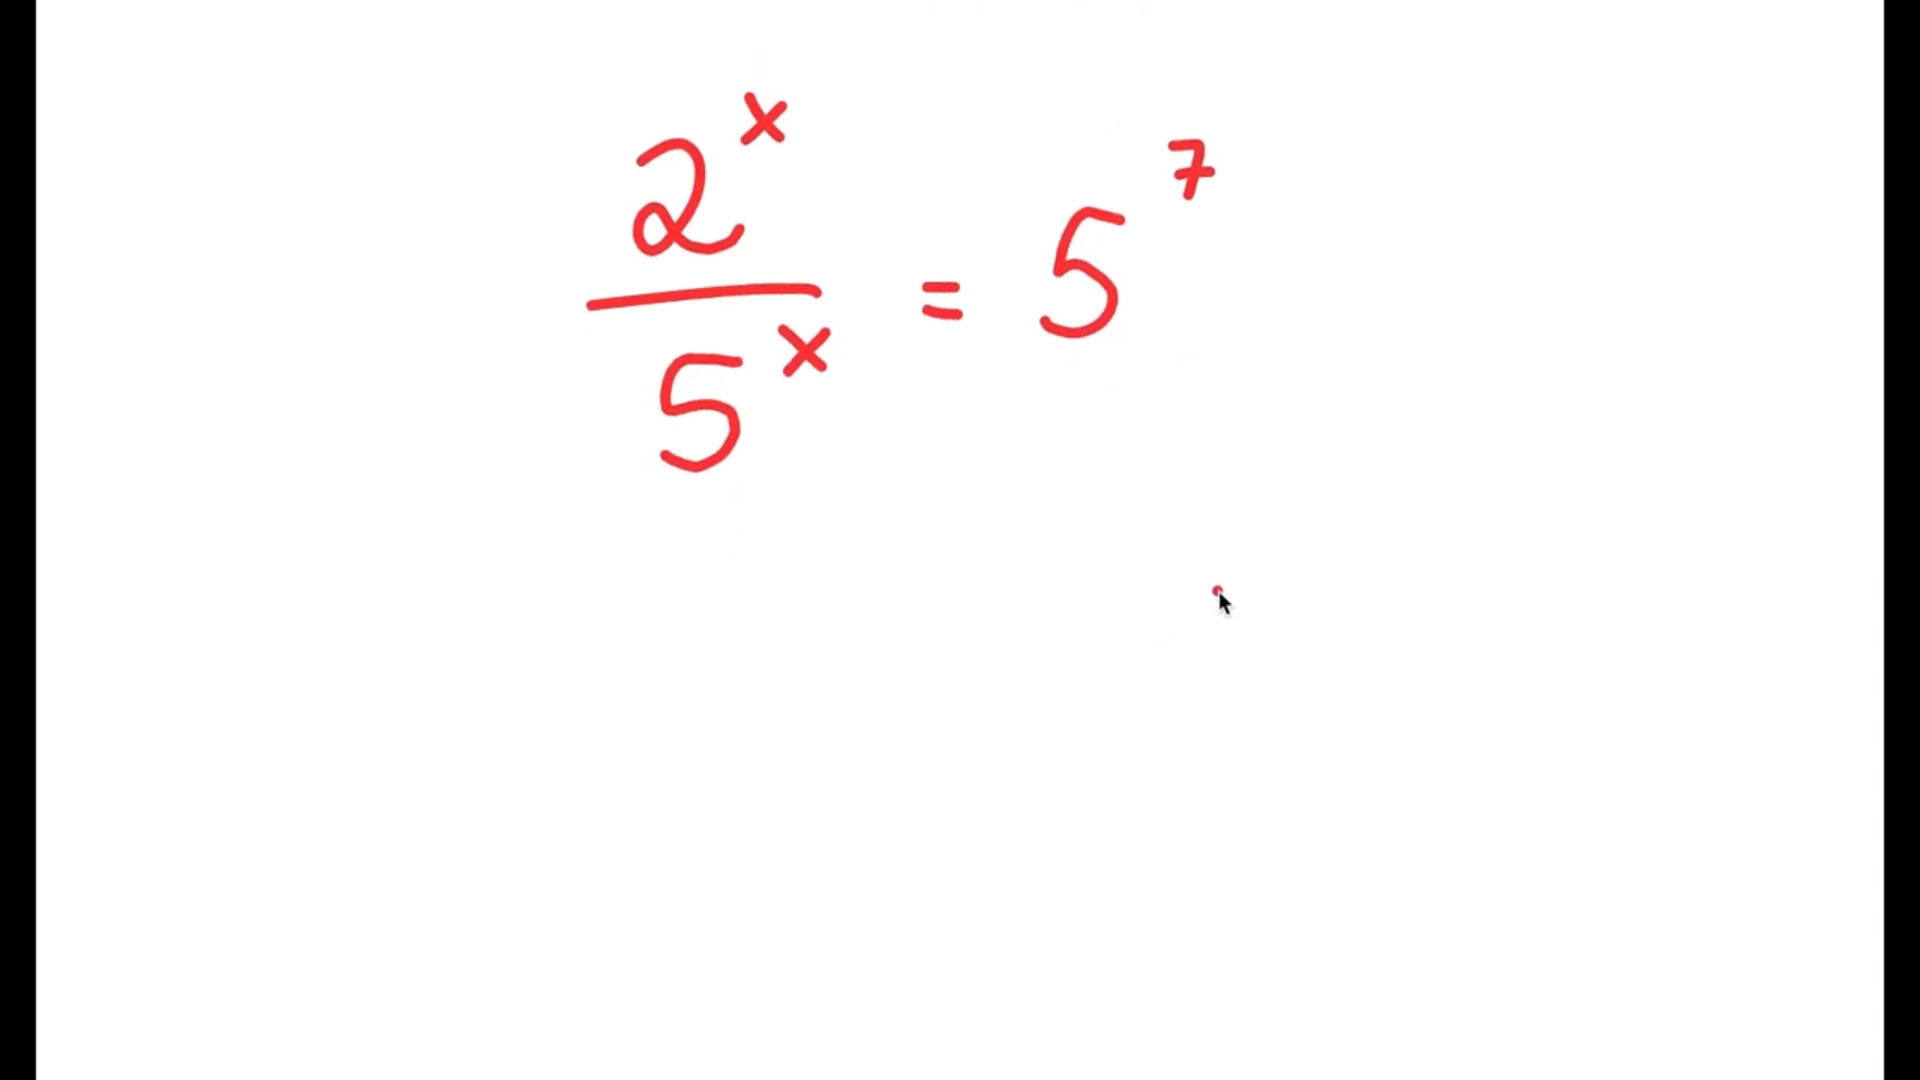 2^x / 5^x = 5^7